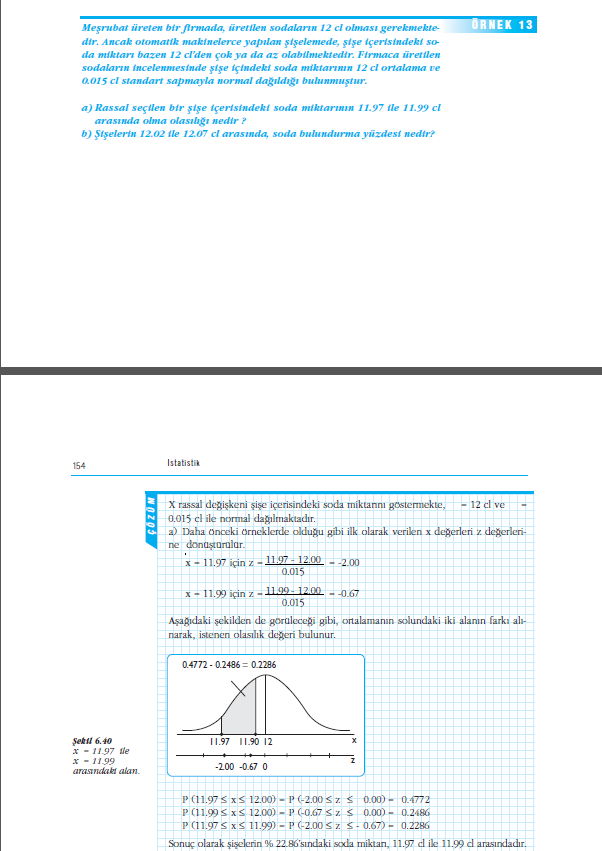 ÖRNEK 13
Meşrubat üreten bir firmada, üretilen sodaların 12 cl olması gerekmekte-
dir. Ancak otomatik makinelerce yapılan şişelemede, şişe içerisindeki so-
da miktarı bazen 12 cl'den çok ya da az olabilmektedir. Firmaca üretilen
sodaların incelenmesinde şişe içindeki soda miktarının 12 cl ortalama ve
0.015 cl standart sapmayla normal dağıldığı bulunmuştur.
a) Rassal seçilen bir şişe içerisindeki soda miktarının 11.97 ile 11.99 cl
arasında olma olasılığı nedir ?
b) Şişelerin 12.02 ile 12.07 cl arasında, soda bulundurma yüzdesi nedir?
154
İstatistik
ÇÖZÜM
X rassal değişkeni şişe içerisindeki soda miktarını göstermekte, = 12 cl ve =
0.015 cl ile normal dağılmaktadır.
a) Daha önceki örneklerde olduğu gibi ilk olarak verilen x değerleri z değerleri-
ne dönüştürülür.
x = 11.97 için z = 11.97 - 12.00 = -2.00
0.015
x = 11.99 için z = 11.99 - 12.00 = -0.67
0.015
Aşağıdaki şekilden de görüleceği gibi, ortalamanın solundaki iki alanın farkı alı-
narak, istenen olasılık değeri bulunur.
0.4772 - 0.2486 = 0.2286
11.97 11.90 12 x
z
-2.00 -0.67 0
Şekil 6.40
x = 11.97 ile
x = 11.99
arasındaki alan.
P (11.97 ≤ x ≤ 12.00) = P (-2.00 ≤ z ≤ 0.00) = 0.4772
P (11.99 ≤ x ≤ 12.00) = P (-0.67 ≤ z ≤ 0.00) = 0.2486
P (11.97 ≤ x ≤ 11.99) = P (-2.00 ≤ z ≤ - 0.67) = 0.2286
Sonuç olarak şişelerin % 22.86'sındaki soda miktarı, 11.97 cl ile 11.99 cl arasındadır.